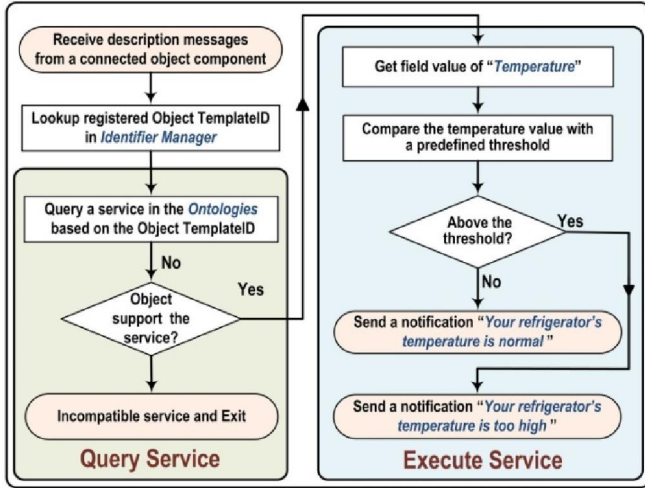 Receive description messages
from a connected object component
Lookup registered Object TemplateID
in Identifier Manager
Query a service in the Ontologies
based on the Object TemplateID
No
Yes
Object
support the
service?
Incompatible service and Exit
Query Service
Get field value of “Temperature”
Compare the temperature value with
a predefined threshold
Above the
threshold?
Yes
No
Send a notification “Your refrigerator’s
temperature is normal”
Send a notification “Your refrigerator’s
temperature is too high”
Execute Service